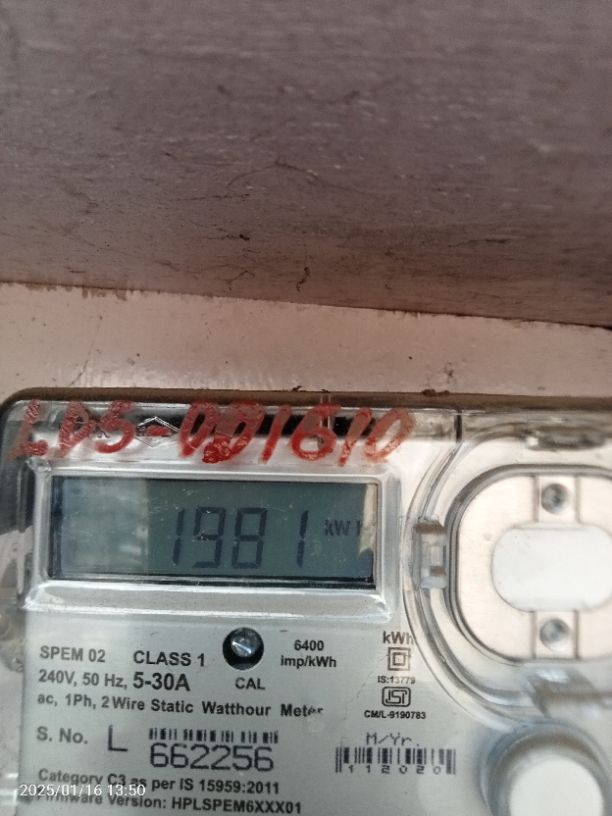 LDS-001610
1981 kWh
SPEM 02 CLASS 1
240V, 50 Hz, 5-30A
ac, 1Ph, 2 Wire Static Watthour Meter
CAL
6400
imp/kWh
kWh
IS:13779
ISI
CM/L-9190783
S. No. L 662256
M/Yr.
112020
Category C3 as per IS 15959:2011
Firmware Version: HPLSPEM6XXX01
2025/01/16 13:50